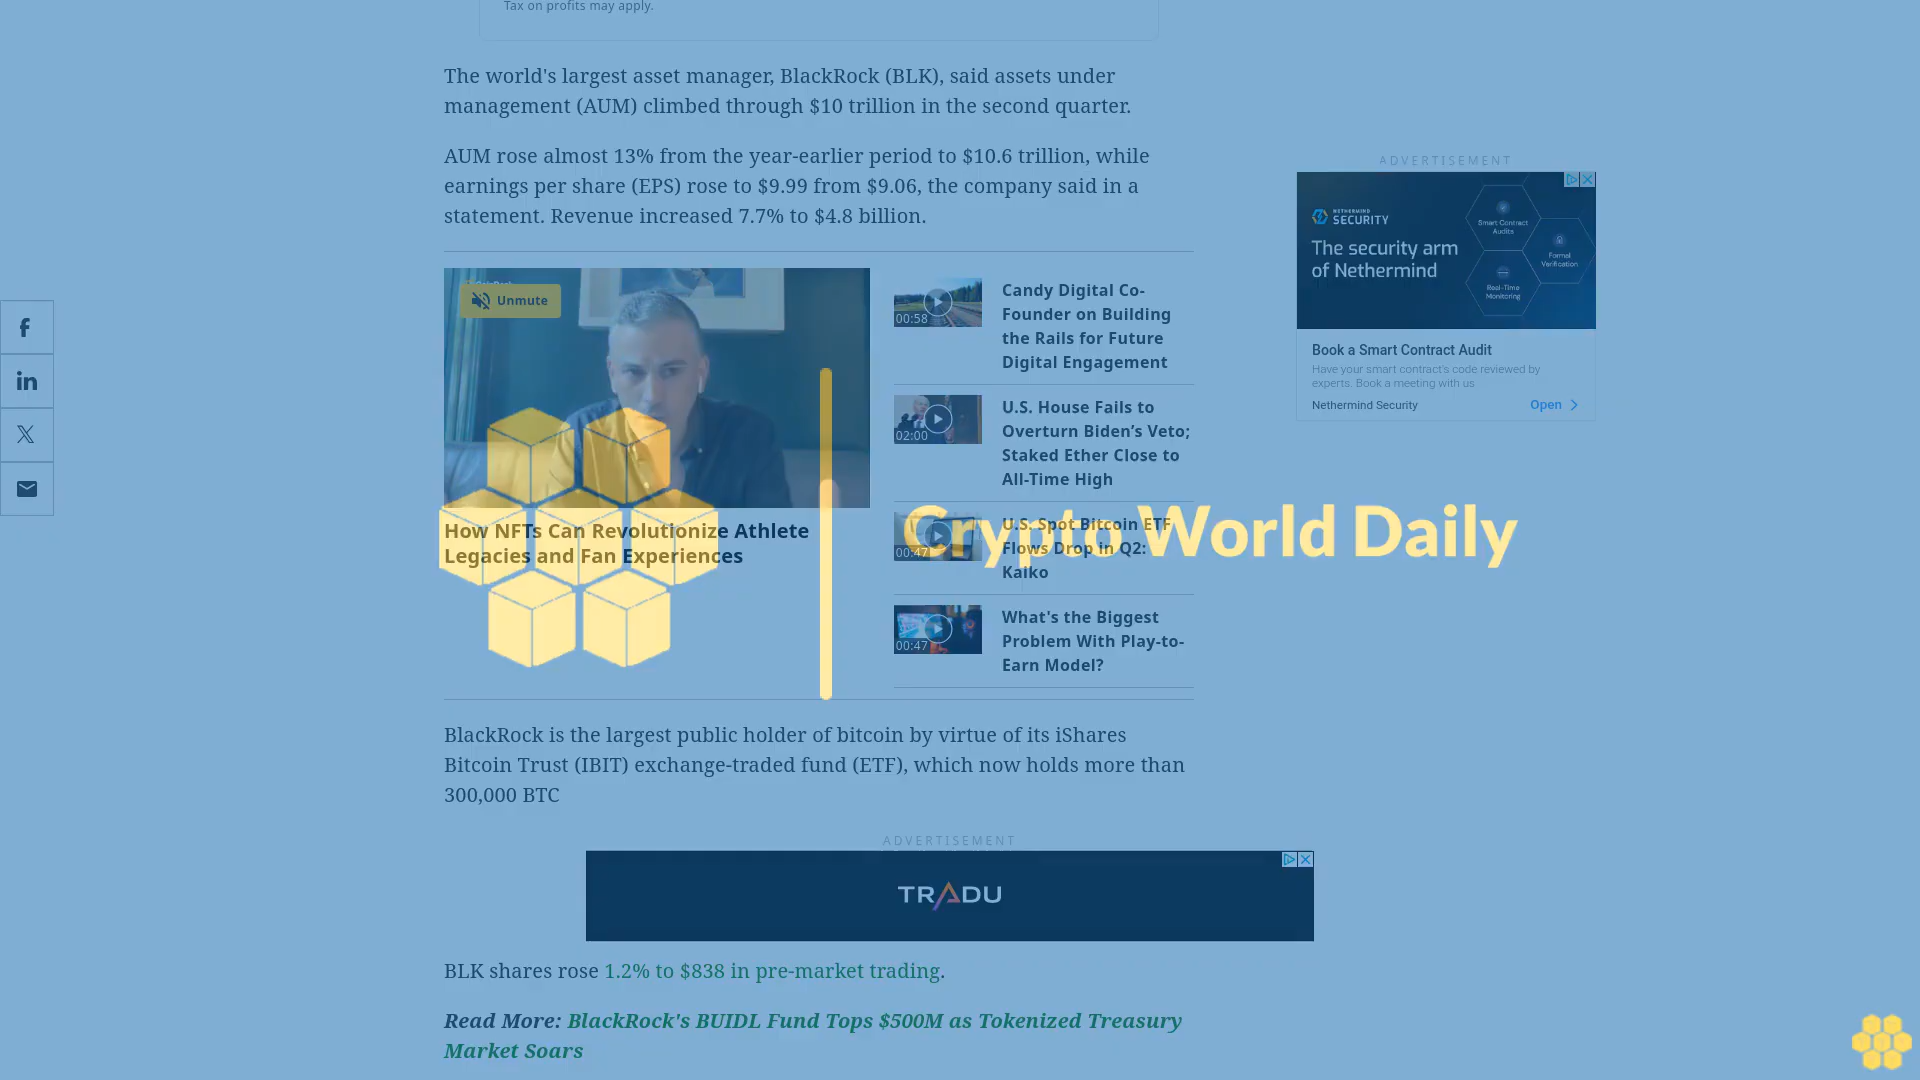 Tax on profits may apply.
The world's largest asset manager, BlackRock (BLK), said assets under
management (AUM) climbed through $10 trillion in the second quarter.
AUM rose almost 13% from the year-earlier period to $10.6 trillion, while
earnings per share (EPS) rose to $9.99 from $9.06, the company said in a
statement. Revenue increased 7.7% to $4.8 billion.
Unmute
How NFTs Can Revolutionize Athlete
Legacies and Fan Experiences
00:58
Candy Digital Co-
Founder on Building
the Rails for Future
Digital Engagement
02:00
U.S. House Fails to
Overturn Biden’s Veto;
Staked Ether Close to
All-Time High
00:47
U.S. Spot Bitcoin ETF
Flows Drop in Q2:
Kaiko
00:47
What's the Biggest
Problem With Play-to-
Earn Model?
Crypto World Daily
ADVERTISEMENT
NETHERMIND
SECURITY
The security arm
of Nethermind
Smart Contract
Audits
Formal
Verification
Real-Time
Monitoring
Book a Smart Contract Audit
Have your smart contract's code reviewed by
experts. Book a meeting with us
Nethermind Security
Open
BlackRock is the largest public holder of bitcoin by virtue of its iShares
Bitcoin Trust (IBIT) exchange-traded fund (ETF), which now holds more than
300,000 BTC
ADVERTISEMENT
TRADU
BLK shares rose 1.2% to $838 in pre-market trading.
Read More: BlackRock's BUIDL Fund Tops $500M as Tokenized Treasury
Market Soars